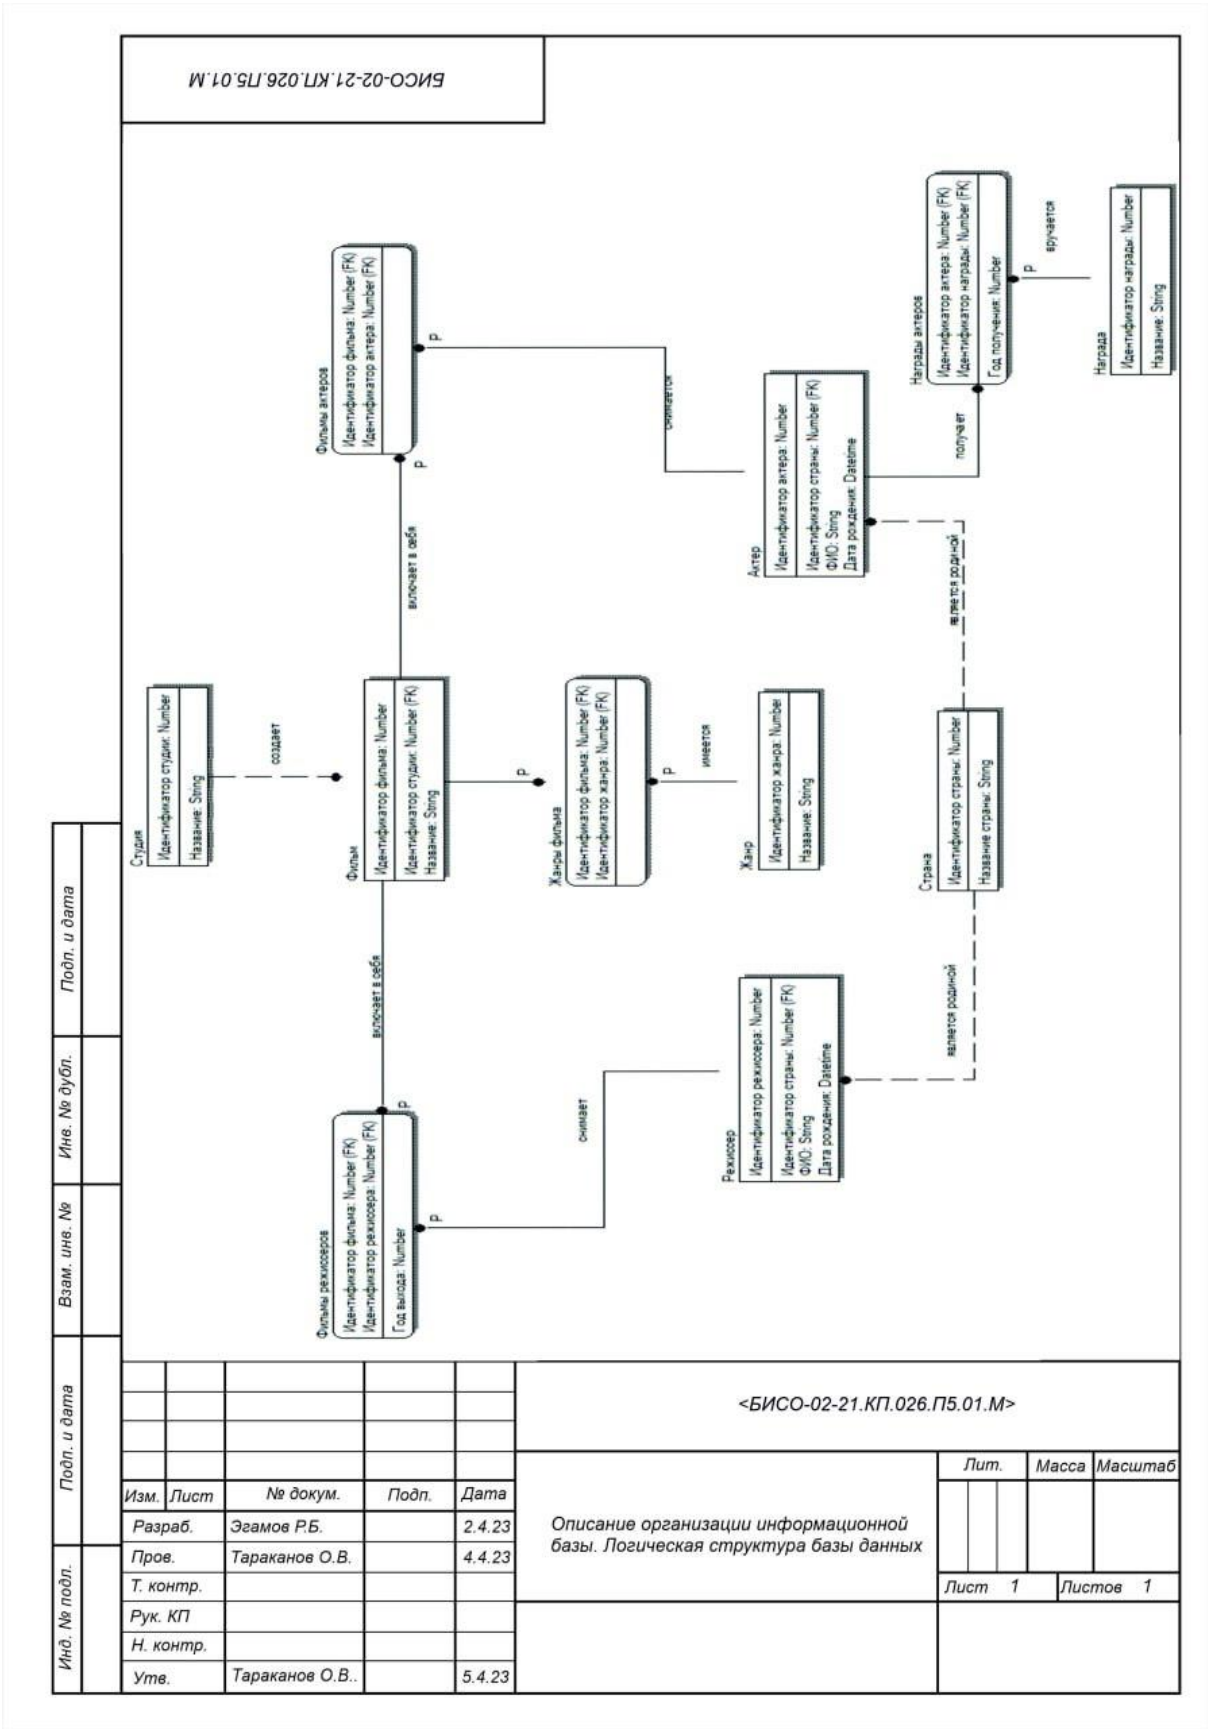 БИСО-02-21.КП.026.П5.01.М
Студия
Идентификатор студии: Number
Название: String
создает
Фильмы режиссеров
Идентификатор фильма: Number (FK)
Идентификатор режиссера: Number (FK)
Год выхода: Number
P
включает в себя
Фильм
Идентификатор фильма: Number
Идентификатор студии: Number (FK)
Название: String
включает в себя
P
Фильмы актеров
Идентификатор фильма: Number (FK)
Идентификатор актера: Number (FK)
P
P
снимает
P
Жанры фильма
Идентификатор фильма: Number (FK)
Идентификатор жанра: Number (FK)
P
имеется
снимается
Режиссер
Идентификатор режиссера: Number
Идентификатор страны: Number (FK)
ФИО: String
Дата рождения: Datetime
Жанр
Идентификатор жанра: Number
Название: String
Актер
Идентификатор актера: Number
Идентификатор страны: Number (FK)
ФИО: String
Дата рождения: Datetime
является родиной
Страна
Идентификатор страны: Number
Название страны: String
является родиной
получает
Награды актеров
Идентификатор актера: Number (FK)
Идентификатор награды: Number (FK)
Год получения: Number
P
вручается
Награда
Идентификатор награды: Number
Название: String
Подп. и дата
Инв. № дубл.
Взам. инв. №
Подп. и дата
Инд. № подл.
<БИСО-02-21.КП.026.П5.01.М>
Лит. Масса Масштаб
Изм. Лист № докум. Подп. Дата
Разраб. Эгамов Р.Б. 2.4.23
Описание организации информационной
базы. Логическая структура базы данных
Пров. Тараканов О.В. 4.4.23
Т. контр.
Лист 1 Листов 1
Рук. КП
Н. контр.
Утв. Тараканов О.В.. 5.4.23